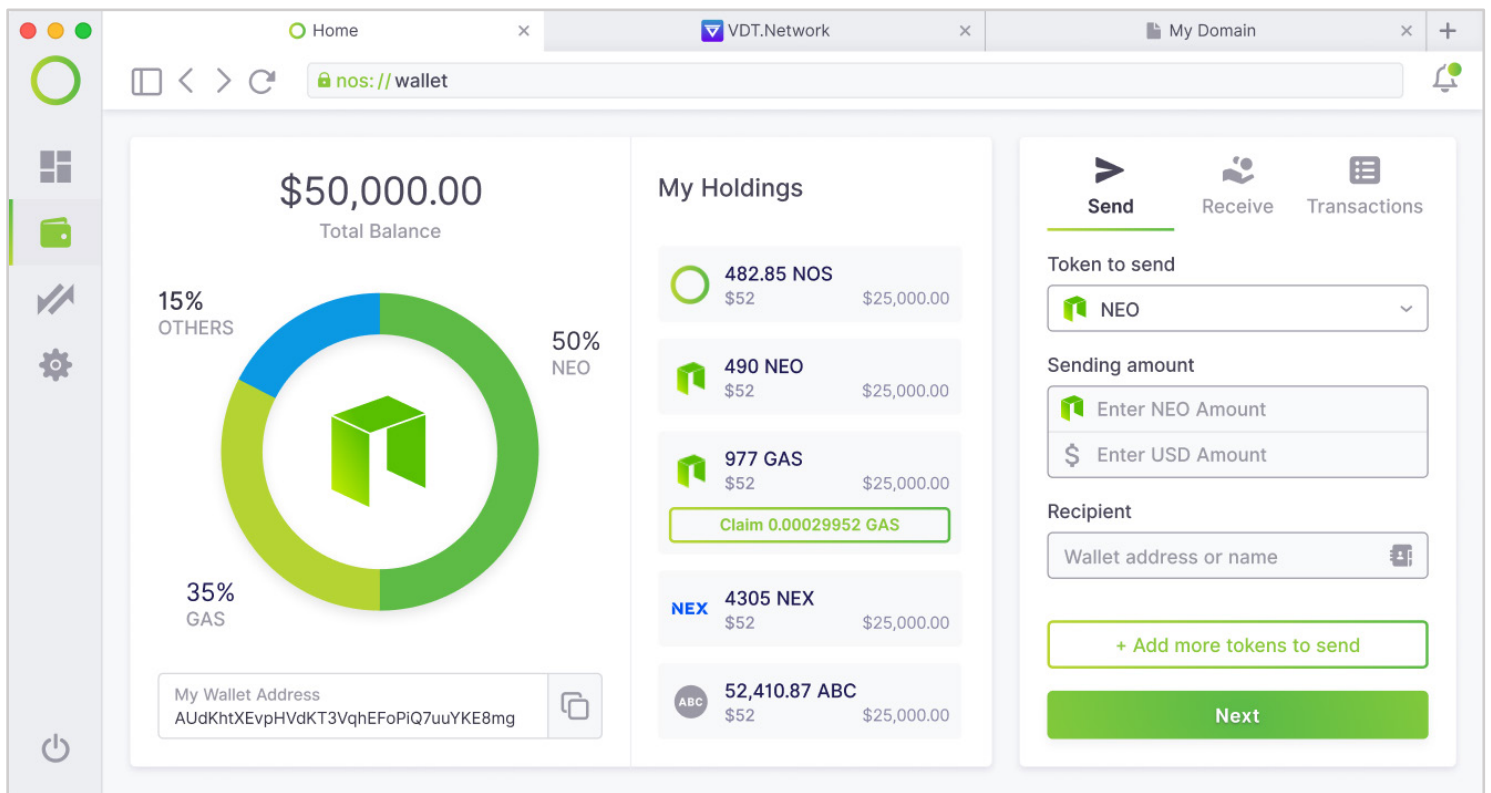 Home
VDT.Network
My Domain
nos://wallet
$50,000.00
Total Balance
15%
OTHERS
50%
NEO
35%
GAS
My Wallet Address
AUdKhtXEvpHVdKT3VqhEFoPiQ7uuYKE8mg
My Holdings
482.85 NOS
$52 $25,000.00
490 NEO
$52 $25,000.00
977 GAS
$52 $25,000.00
Claim 0.00029952 GAS
NEX
4305 NEX
$52 $25,000.00
ABC
52,410.87 ABC
$52 $25,000.00
Send Receive Transactions
Token to send
NEO
Sending amount
Enter NEO Amount
$ Enter USD Amount
Recipient
Wallet address or name
+ Add more tokens to send
Next